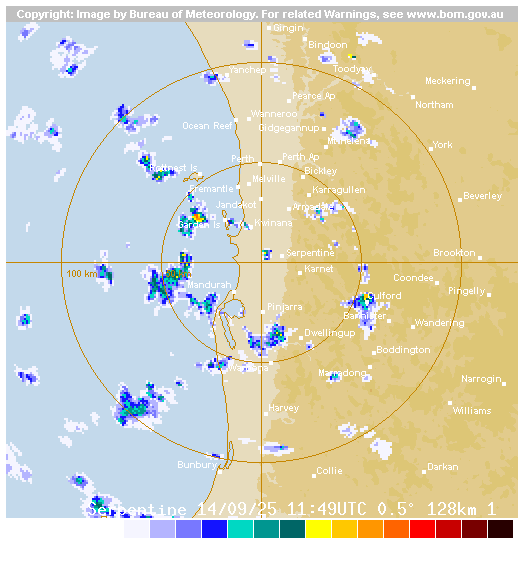 Copyright: Image by Bureau of Meteorology. For related Warnings, see www.bom.gov.au
Gingin
Bindoon
Yanchep
Toodyay
Meckering
Pearce Ap
Northam
Wanneroo
Ocean Reef
Gidgegannup
Mt Helena
York
Perth
Perth Ap
Rottnest Is
Bickley
Melville
Fremantle
Karragullen
Beverley
Jandakot
Armadale
Garden Is
Kwinana
Serpentine
Brookton
100 km
Karnet
Mandurah
Coondee
Pingelly
Pinjarra
Bannister
Wandering
Dwellingup
Boddington
Waroona
Marradong
Narrogin
Harvey
Williams
Bunbury
Collie
Darkan
Serpentine 14/09/25 11:49UTC 0.5° 128km 1